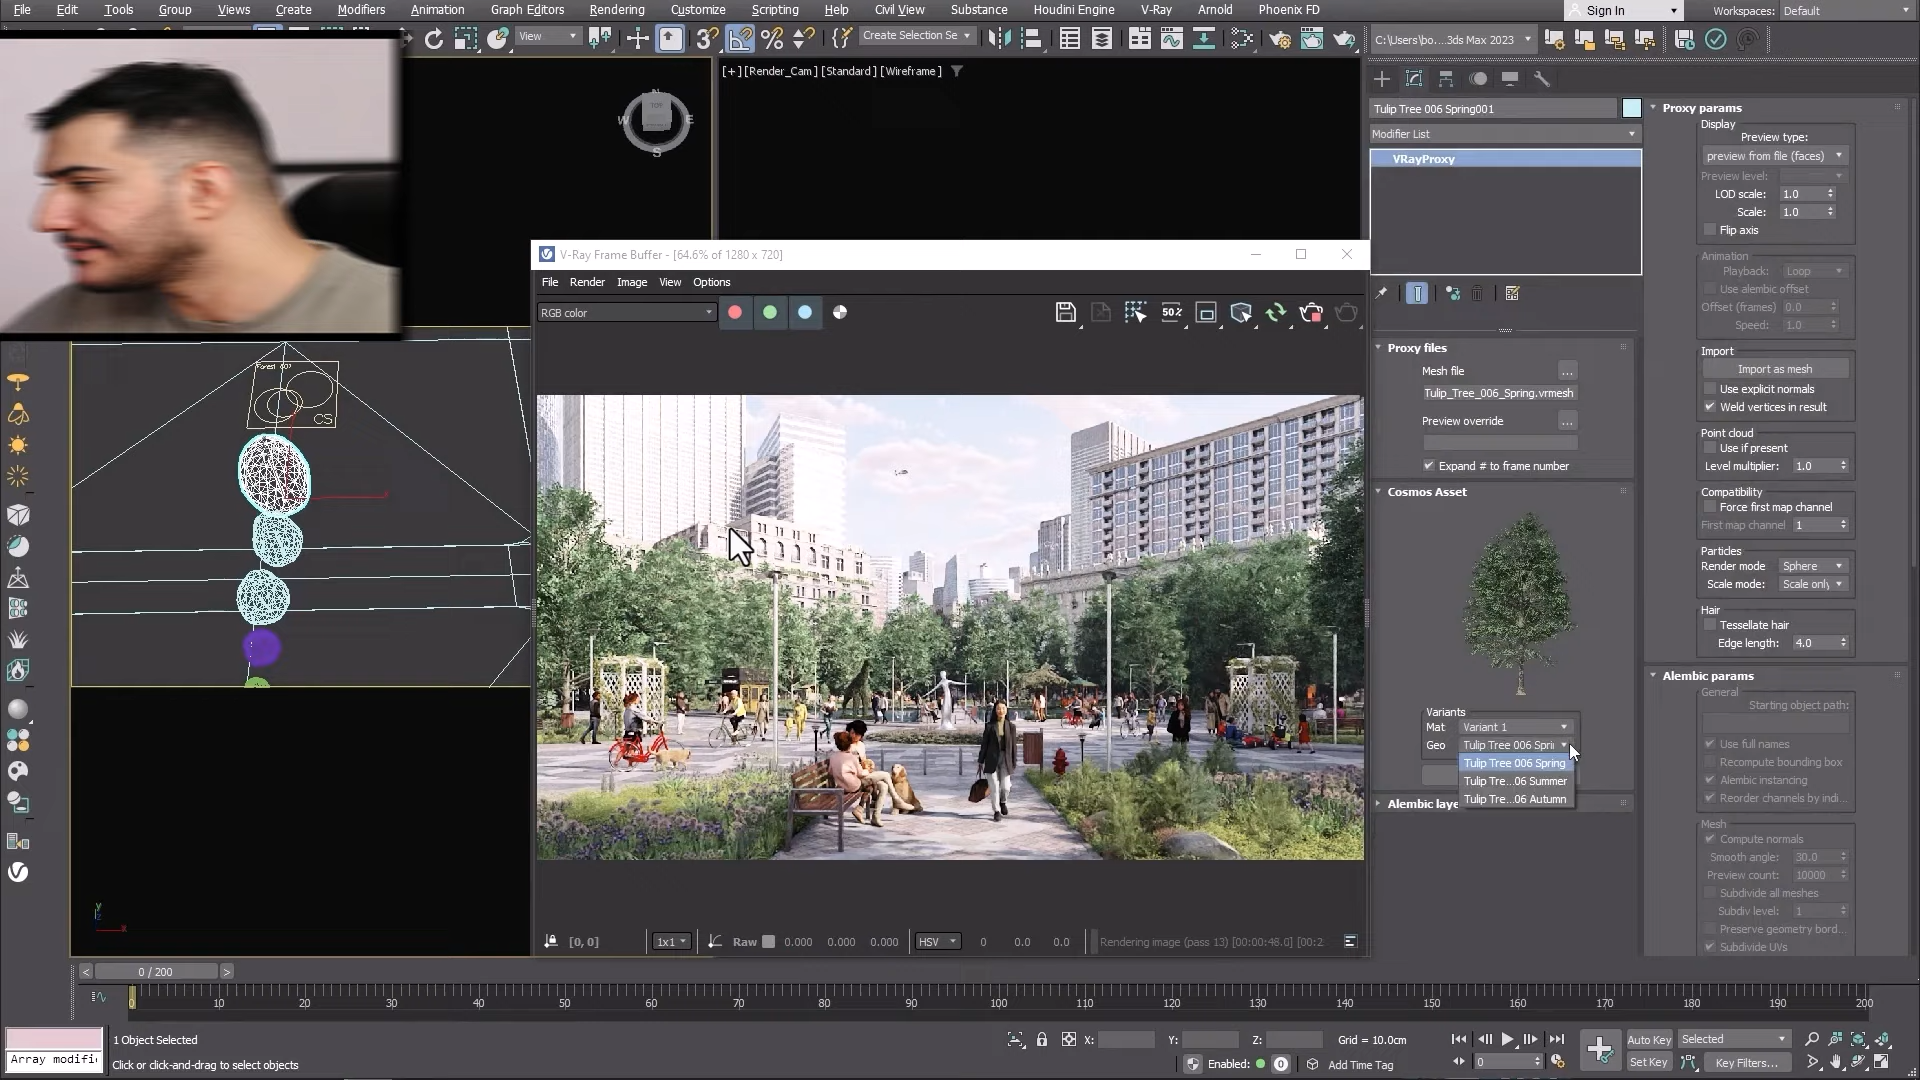 File Edit Tools Group Views Create Modifiers Animation Graph Editors Rendering Customize Scripting Help Civil View Substance Houdini Engine V-Ray Arnold Phoenix FD
Sign In
Workspaces: Default
View
Create Selection Se
C:\Users\bo...3ds Max 2023
[+] [Render_Cam] [Standard] [Wireframe]
N
W
TOP
E
S
Tulip Tree 006 Spring001
Modifier List
VRayProxy
V-Ray Frame Buffer - [64.6% of 1280 x 720]
File Render Image View Options
RGB color
50%
CS
Proxy files
Mesh file
...
Tulip_Tree_006_Spring.vrmesh
Preview override
...
Expand # to frame number
Cosmos Asset
Variants
Mat Variant 1
Geo Tulip Tree 006 Spri
Tulip Tree 006 Spring
Tulip Tre...06 Summer
Tulip Tre...06 Autumn
Alembic laye
Proxy params
Display
Preview type:
preview from file (faces)
Preview level:
LOD scale: 1.0
Scale: 1.0
Flip axis
Animation
Playback: Loop
Use alembic offset
Offset (frames) 0.0
Speed: 1.0
Import
Import as mesh
Use explicit normals
Weld vertices in result
Point cloud
Use if present
Level multiplier: 1.0
Compatibility
Force first map channel
First map channel 1
Particles
Render mode Sphere
Scale mode: Scale only
Hair
Tessellate hair
Edge length: 4.0
Alembic params
General
Starting object path:
Use full names
Recompute bounding box
Alembic instancing
Reorder channels by indi...
Mesh
Compute normals
Smooth angle: 30.0
Preview count: 10000
Subdivide all meshes
Subdiv level: 1
Preserve geometry bord...
Subdivide UVs
[0, 0] 1x1 Raw 0.000 0.000 0.000 HSV 0 0.0 0.0 Rendering image (pass 13) [00:00:48.0] [00:2
y
z
x
< 0 / 200 >
0 10 20 30 40 50 60 70 80 90 100 110 120 130 140 150 160 170 180 190 200
1 Object Selected
X: Y: Z: Grid = 10.0cm
Auto Key Selected
Array modific
Click or click-and-drag to select objects
Enabled: 0 Add Time Tag
0
Set Key Key Filters...